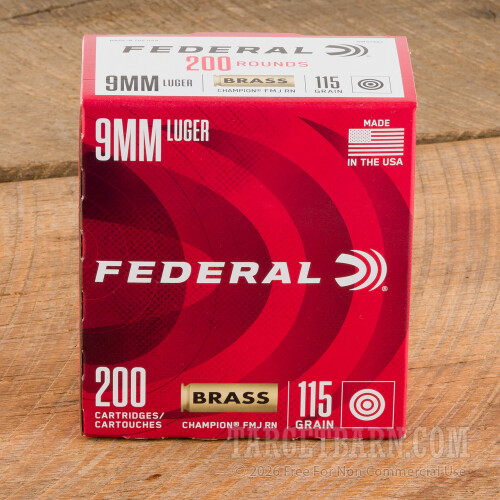 FEDERAL
200 ROUNDS
9MM LUGER
BRASS
CHAMPION® FMJ RN
115
GRAIN
9MM LUGER
MADE
IN THE USA
FEDERAL®
200
CARTRIDGES/
CARTOUCHES
BRASS
CHAMPION® FMJ RN
115
GRAIN
TARGETBARN.COM
© 2020 Free For Non-Commercial Use